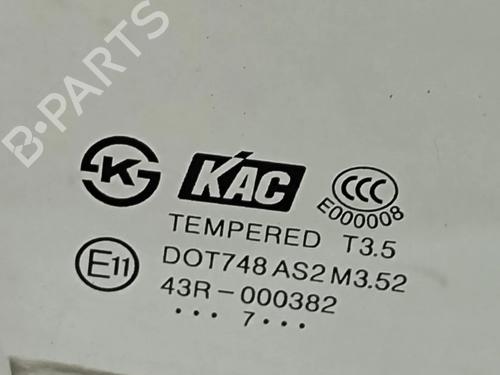 B-PARTS
K KAC CCC
E000008
TEMPERED T3.5
E11 DOT748 AS2 M3.52
43R-000382
••• 7•••